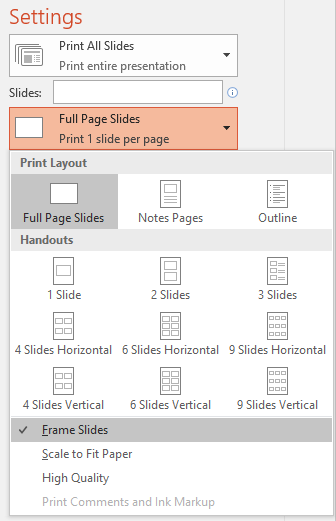 Settings
Print All Slides
Print entire presentation
Slides:
Full Page Slides
Print 1 slide per page
Print Layout
Full Page Slides Notes Pages Outline
Handouts
1 Slide 2 Slides 3 Slides
4 Slides Horizontal 6 Slides Horizontal 9 Slides Horizontal
4 Slides Vertical 6 Slides Vertical 9 Slides Vertical
Frame Slides
Scale to Fit Paper
High Quality
Print Comments and Ink Markup